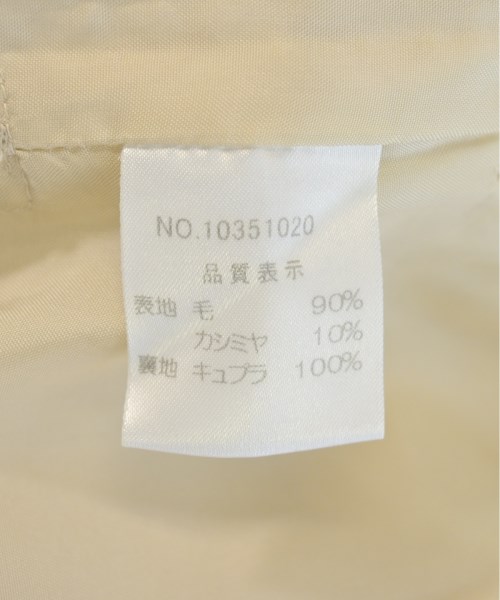 NO.10351020
品質表示
表地 毛 90%
カシミヤ 10%
裏地 キュプラ 100%